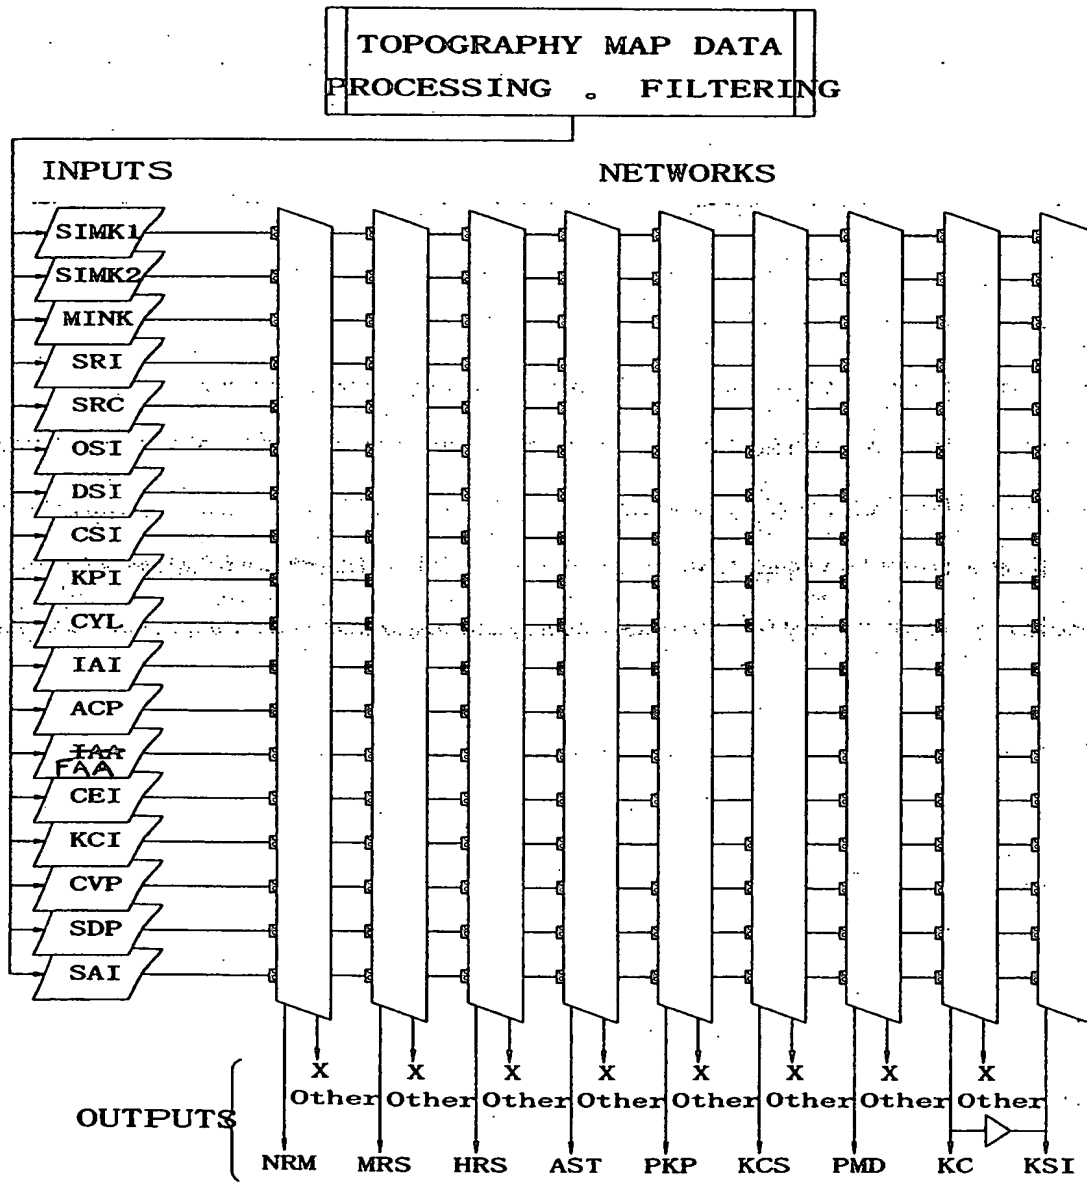 TOPOGRAPHY MAP DATA
PROCESSING 。 FILTERING
INPUTS
NETWORKS
SIMK1
SIMK2
MINK
SRI
SRC
OSI
DSI
CSI
KPI
CYL
IAI
ACP
IAA
FAA
CEI
KCI
CVP
SDP
SAI
X X X X X X X X
Other Other Other Other Other Other Other Other
OUTPUTS
NRM MRS HRS AST PKP KCS PMD KC KSI